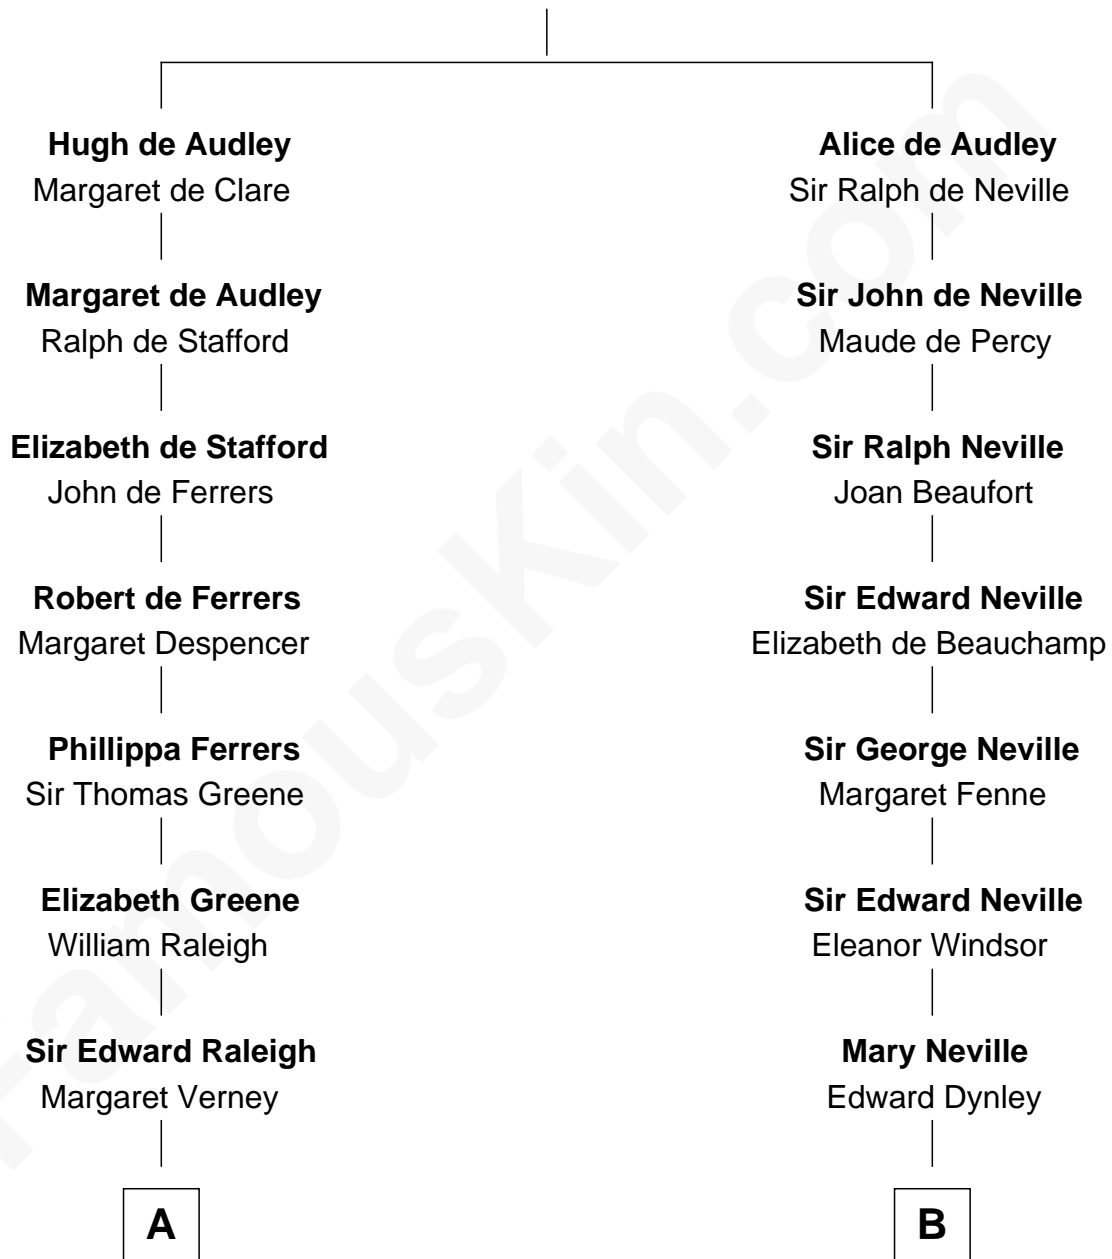 Hugh de Audley
Margaret de Clare
Margaret de Audley
Ralph de Stafford
Elizabeth de Stafford
John de Ferrers
Robert de Ferrers
Margaret Despencer
Phillippa Ferrers
Sir Thomas Greene
Elizabeth Greene
William Raleigh
Sir Edward Raleigh
Margaret Verney
A
Alice de Audley
Sir Ralph de Neville
Sir John de Neville
Maude de Percy
Sir Ralph Neville
Joan Beaufort
Sir Edward Neville
Elizabeth de Beauchamp
Sir George Neville
Margaret Fenne
Sir Edward Neville
Eleanor Windsor
Mary Neville
Edward Dynley
B
FamousKin.com